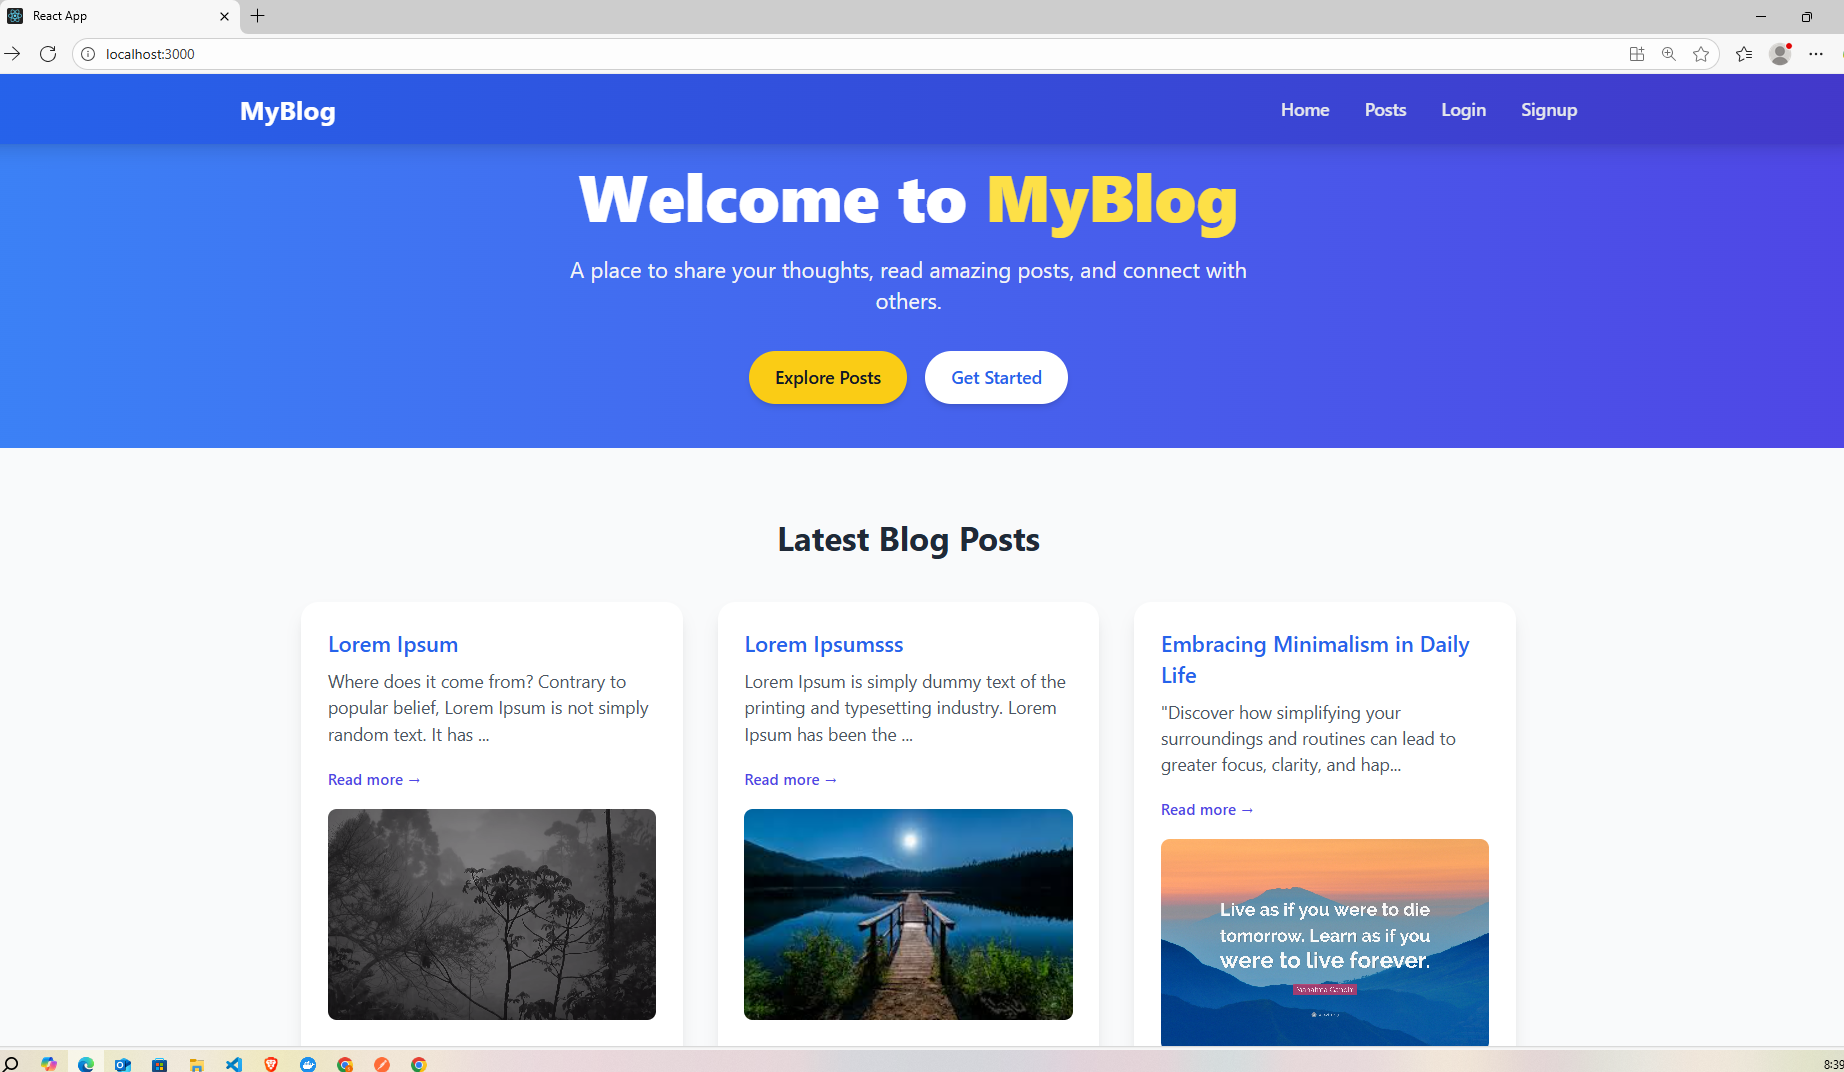 React App
localhost:3000
MyBlog
Home Posts Login Signup
Welcome to MyBlog
A place to share your thoughts, read amazing posts, and connect with
others.
Explore Posts Get Started
Latest Blog Posts
Lorem Ipsum
Where does it come from? Contrary to
popular belief, Lorem Ipsum is not simply
random text. It has ...
Read more →
Lorem Ipsumsss
Lorem Ipsum is simply dummy text of the
printing and typesetting industry. Lorem
Ipsum has been the ...
Read more →
Embracing Minimalism in Daily
Life
"Discover how simplifying your
surroundings and routines can lead to
greater focus, clarity, and hap...
Read more →
Live as if you were to die
tomorrow. Learn as if you
were to live forever.
Mahatma Gandhi
8:39